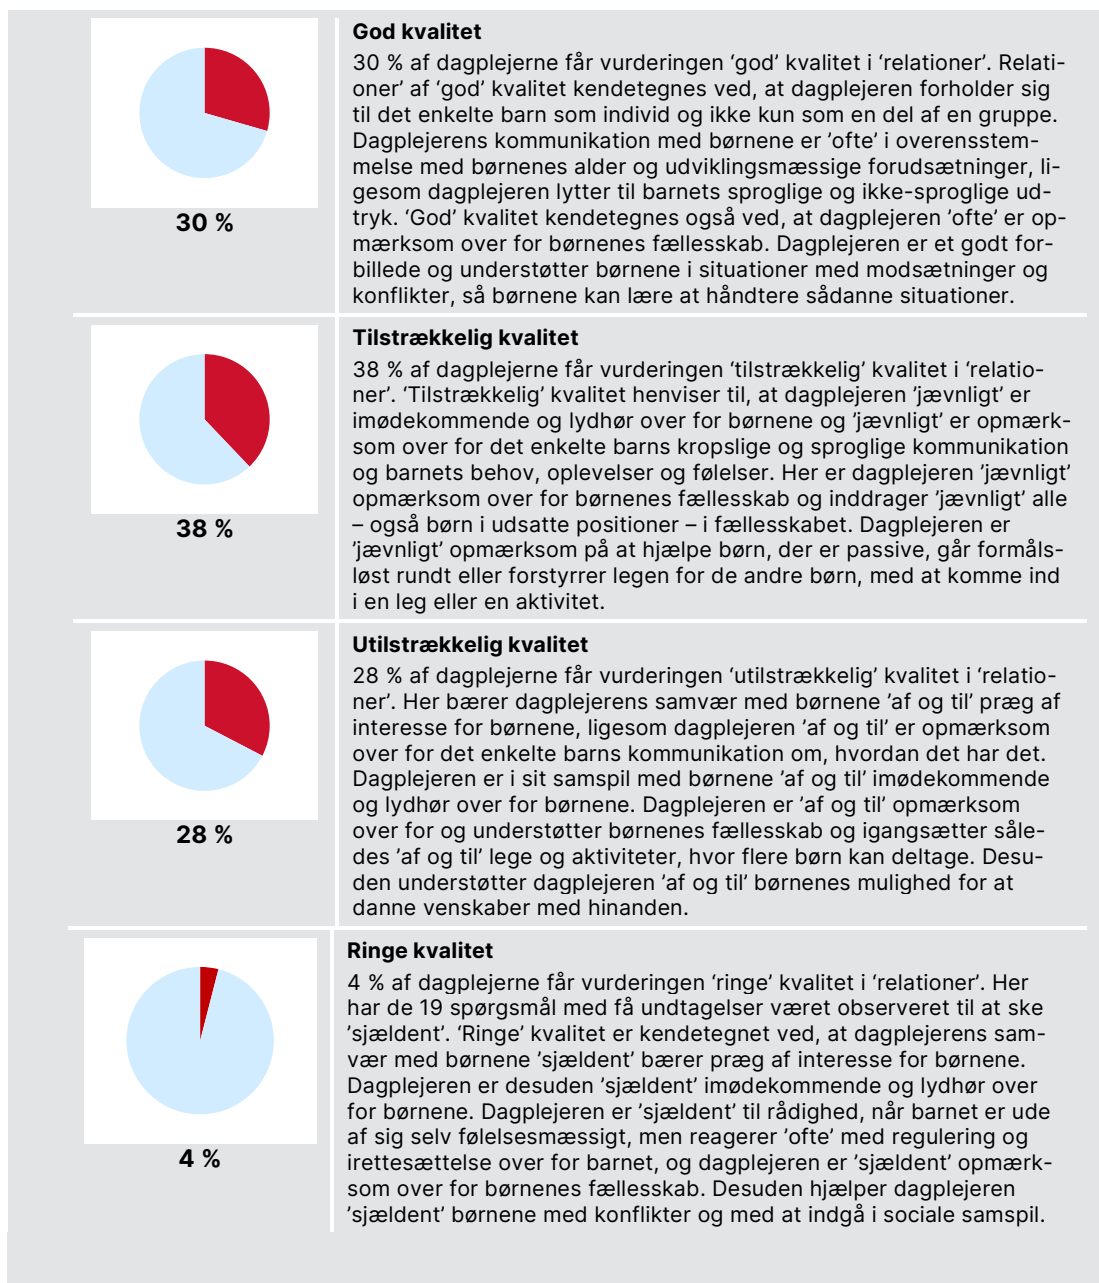 God kvalitet
30 % af dagplejerne får vurderingen ‘god’ kvalitet i ‘relationer’. Relati-
oner’ af ‘god’ kvalitet kendetegnes ved, at dagplejeren forholder sig
til det enkelte barn som individ og ikke kun som en del af en gruppe.
Dagplejerens kommunikation med børnene er ’ofte’ i overensstem-
melse med børnenes alder og udviklingsmæssige forudsætninger, li-
gesom dagplejeren lytter til barnets sproglige og ikke-sproglige ud-
tryk. ‘God’ kvalitet kendetegnes også ved, at dagplejeren ’ofte’ er op-
mærksom over for børnenes fællesskab. Dagplejeren er et godt for-
billede og understøtter børnene i situationer med modsætninger og
konflikter, så børnene kan lære at håndtere sådanne situationer.
30 %
Tilstrækkelig kvalitet
38 % af dagplejerne får vurderingen ‘tilstrækkelig’ kvalitet i ‘relatio-
ner’. ‘Tilstrækkelig’ kvalitet henviser til, at dagplejeren ’jævnligt’ er
imødekommende og lydhør over for børnene og ’jævnligt’ er opmærk-
som over for det enkelte barns kropslige og sproglige kommunikation
og barnets behov, oplevelser og følelser. Her er dagplejeren ’jævnligt’
opmærksom over for børnenes fællesskab og inddrager ’jævnligt’ alle
– også børn i udsatte positioner – i fællesskabet. Dagplejeren er
’jævnligt’ opmærksom på at hjælpe børn, der er passive, går formåls-
løst rundt eller forstyrrer legen for de andre børn, med at komme ind
i en leg eller en aktivitet.
38 %
Utilstrækkelig kvalitet
28 % af dagplejerne får vurderingen ‘utilstrækkelig’ kvalitet i ‘relatio-
ner’. Her bærer dagplejerens samvær med børnene ’af og til’ præg af
interesse for børnene, ligesom dagplejeren ’af og til’ er opmærksom
over for det enkelte barns kommunikation om, hvordan det har det.
Dagplejeren er i sit samspil med børnene ’af og til’ imødekommende
og lydhør over for børnene. Dagplejeren er ’af og til’ opmærksom
over for og understøtter børnenes fællesskab og igangsætter såle-
des ’af og til’ lege og aktiviteter, hvor flere børn kan deltage. Desu-
den understøtter dagplejeren ’af og til’ børnenes mulighed for at
danne venskaber med hinanden.
28 %
Ringe kvalitet
4 % af dagplejerne får vurderingen ‘ringe’ kvalitet i ‘relationer’. Her
har de 19 spørgsmål med få undtagelser været observeret til at ske
’sjældent’. ‘Ringe’ kvalitet er kendetegnet ved, at dagplejerens sam-
vær med børnene ’sjældent’ bærer præg af interesse for børnene.
Dagplejeren er desuden ’sjældent’ imødekommende og lydhør over
for børnene. Dagplejeren er ’sjældent’ til rådighed, når barnet er ude
af sig selv følelsesmæssigt, men reagerer ’ofte’ med regulering og
irettesættelse over for barnet, og dagplejeren er ’sjældent’ opmærk-
som over for børnenes fællesskab. Desuden hjælper dagplejeren
’sjældent’ børnene med konflikter og med at indgå i sociale samspil.
4 %